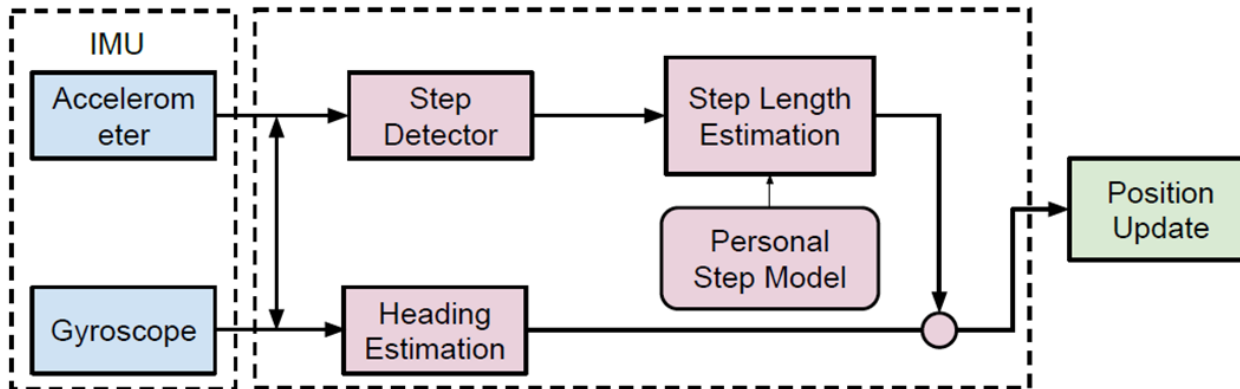 IMU
Accelerom
eter
Step
Detector
Step Length
Estimation
Personal
Step Model
Position
Update
Gyroscope
Heading
Estimation